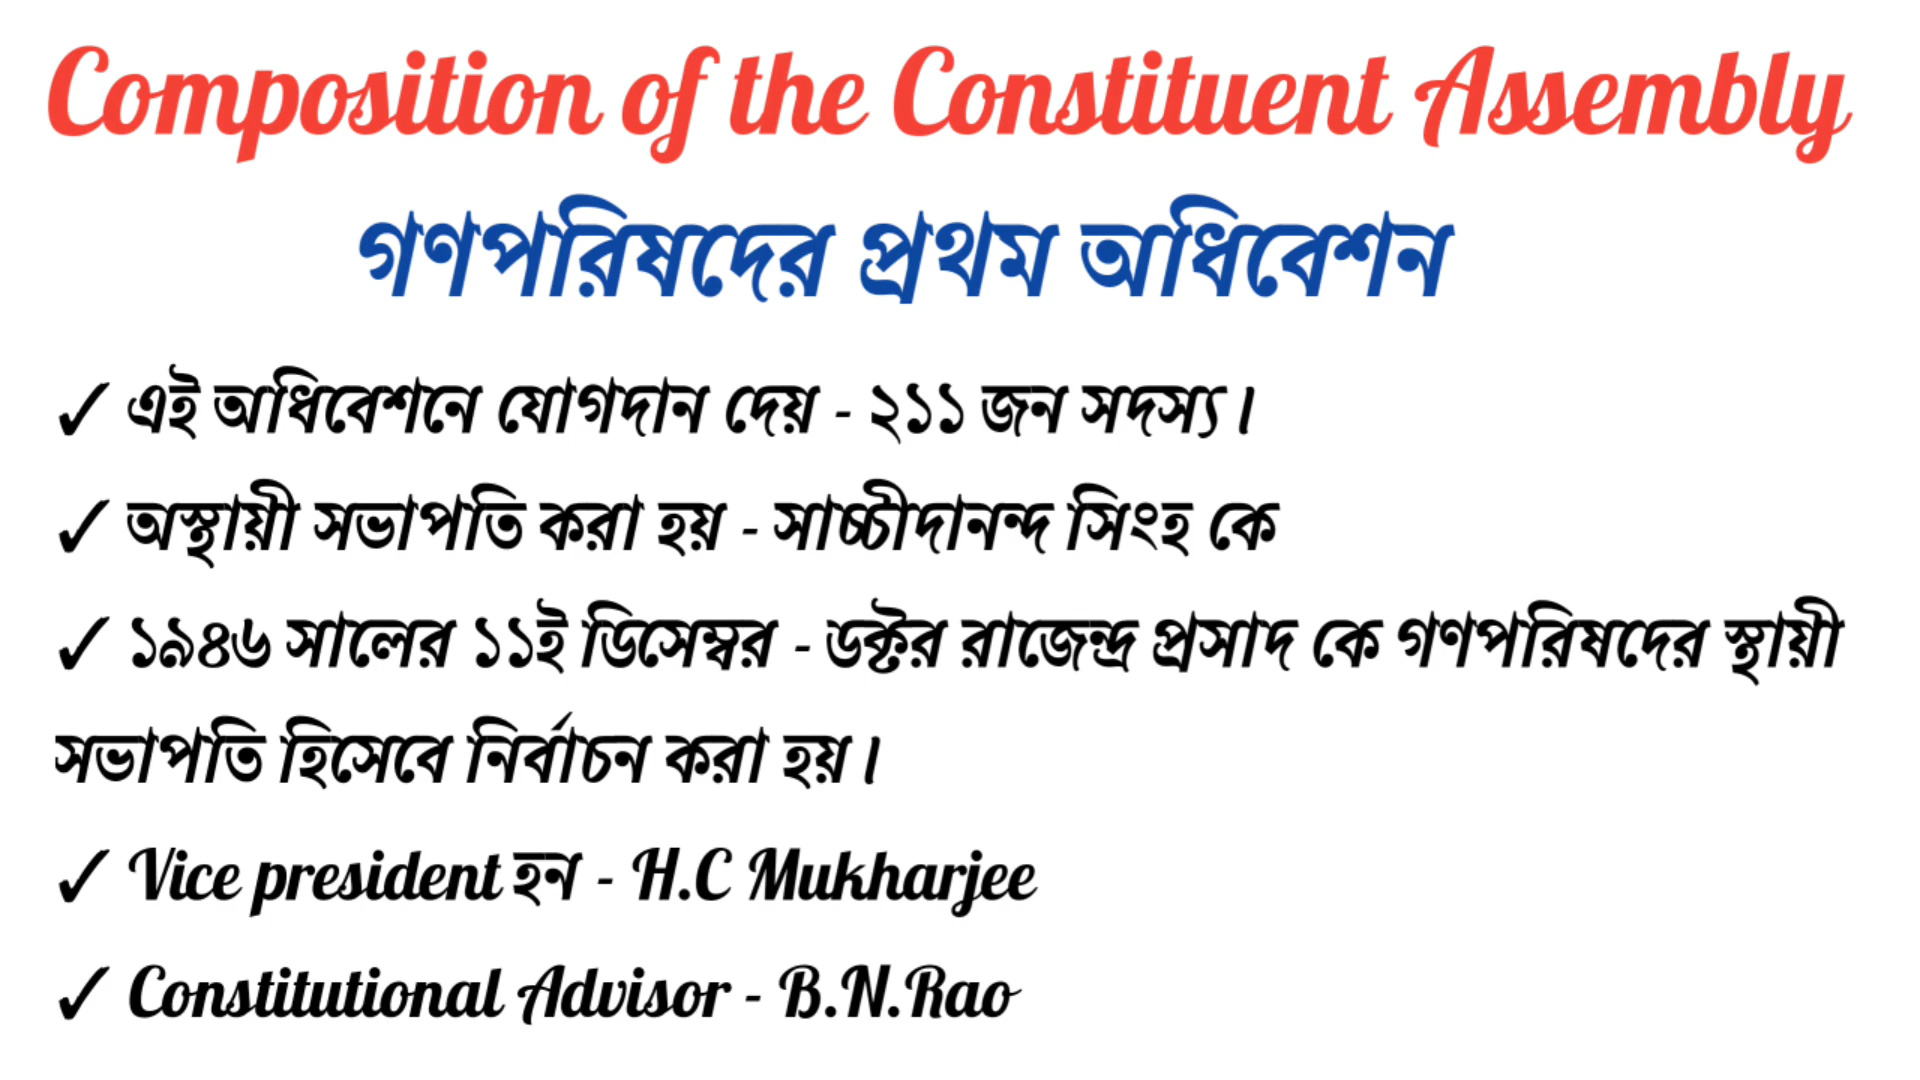 Composition of the Constituent Assembly
গণপরিষদের প্রথম অধিবেশন
✓ এই অধিবেশনে যোগদান দেয় - ২১১ জন সদস্য।
✓ অস্থায়ী সভাপতি করা হয় - সাচ্চীদানন্দ সিংহ কে
✓ ১৯৪৬ সালের ১১ই ডিসেম্বর - ডক্টর রাজেন্দ্র প্রসাদ কে গণপরিষদের স্থায়ী
সভাপতি হিসেবে নির্বাচন করা হয়।
✓ Vice president হন - H.C Mukharjee
✓ Constitutional Advisor - B.N.Rao